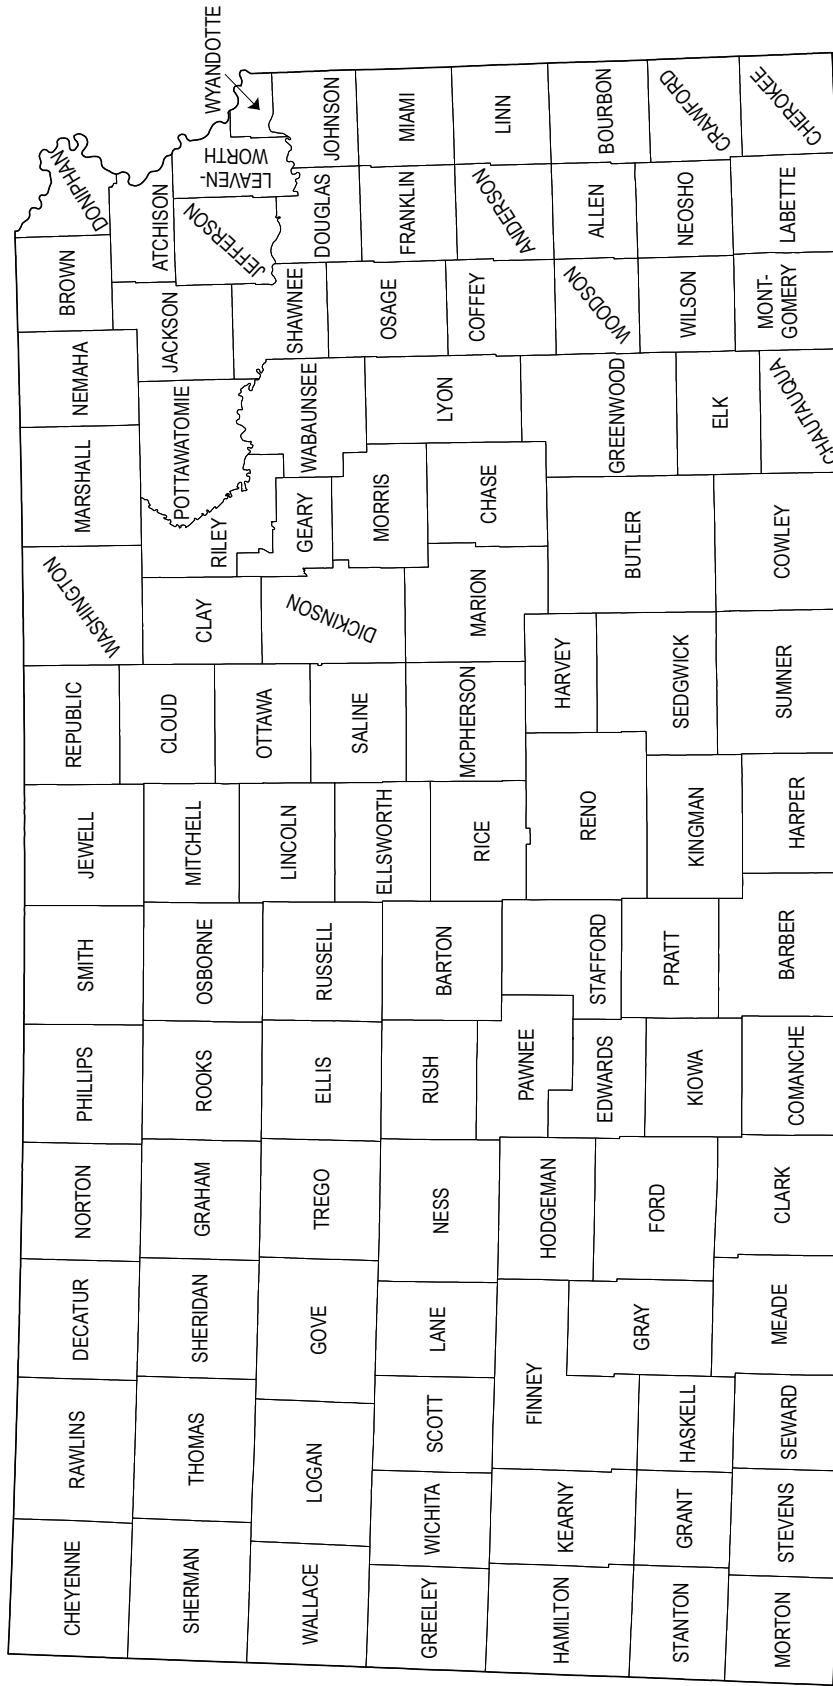 CHEYENNE
RAWLINS
DECATUR
NORTON
PHILLIPS
SMITH
JEWELL
REPUBLIC
WASHINGTON
MARSHALL
NEMAHA
BROWN
DONIPHAN
SHERMAN
THOMAS
SHERIDAN
GRAHAM
ROOKS
OSBORNE
MITCHELL
CLOUD
CLAY
RILEY
POTTAWATOMIE
JACKSON
ATCHISON
JEFFERSON
LEAVEN-
WORTH
WYANDOTTE
WALLACE
LOGAN
GOVE
TREGO
ELLIS
RUSSELL
LINCOLN
OTTAWA
DICKINSON
GEARY
WABAUNSEE
SHAWNEE
DOUGLAS
JOHNSON
ELLSWORTH
SALINE
MORRIS
OSAGE
FRANKLIN
MIAMI
GREELEY
WICHITA
SCOTT
LANE
NESS
RUSH
BARTON
RICE
MCPHERSON
MARION
CHASE
LYON
COFFEY
ANDERSON
LINN
HAMILTON
KEARNY
FINNEY
HODGEMAN
PAWNEE
STAFFORD
RENO
HARVEY
BUTLER
GREENWOOD
WOODSON
ALLEN
BOURBON
GRAY
FORD
EDWARDS
PRATT
KINGMAN
SEDGWICK
ELK
WILSON
NEOSHO
CRAWFORD
STANTON
GRANT
HASKELL
KIOWA
MORTON
STEVENS
SEWARD
MEADE
CLARK
COMANCHE
BARBER
HARPER
SUMNER
COWLEY
CHAUTAUQUA
MONT-
GOMERY
LABETTE
CHEROKEE